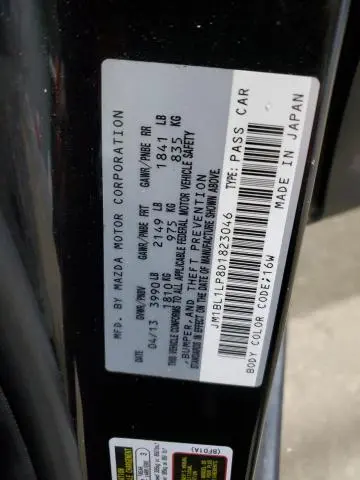 MFD. BY MAZDA MOTOR CORPORATION
GVWR/PNBV GAWR/PNBE FRT GAWR/PNBE RR
04/13 3990 LB 2149 LB 1841 LB
1810 KG 975 KG 835 KG
THIS VEHICLE CONFORMS TO ALL APPLICABLE FEDERAL MOTOR VEHICLE SAFETY
, BUMPER, AND THEFT PREVENTION
STANDARDS IN EFFECT ON THE DATE OF MANUFACTURE SHOWN ABOVE.
JM1BL1LP8D1823046 TYPE: PASS CAR
BODY COLOR CODE: 16W MADE IN JAPAN
(BF01A)